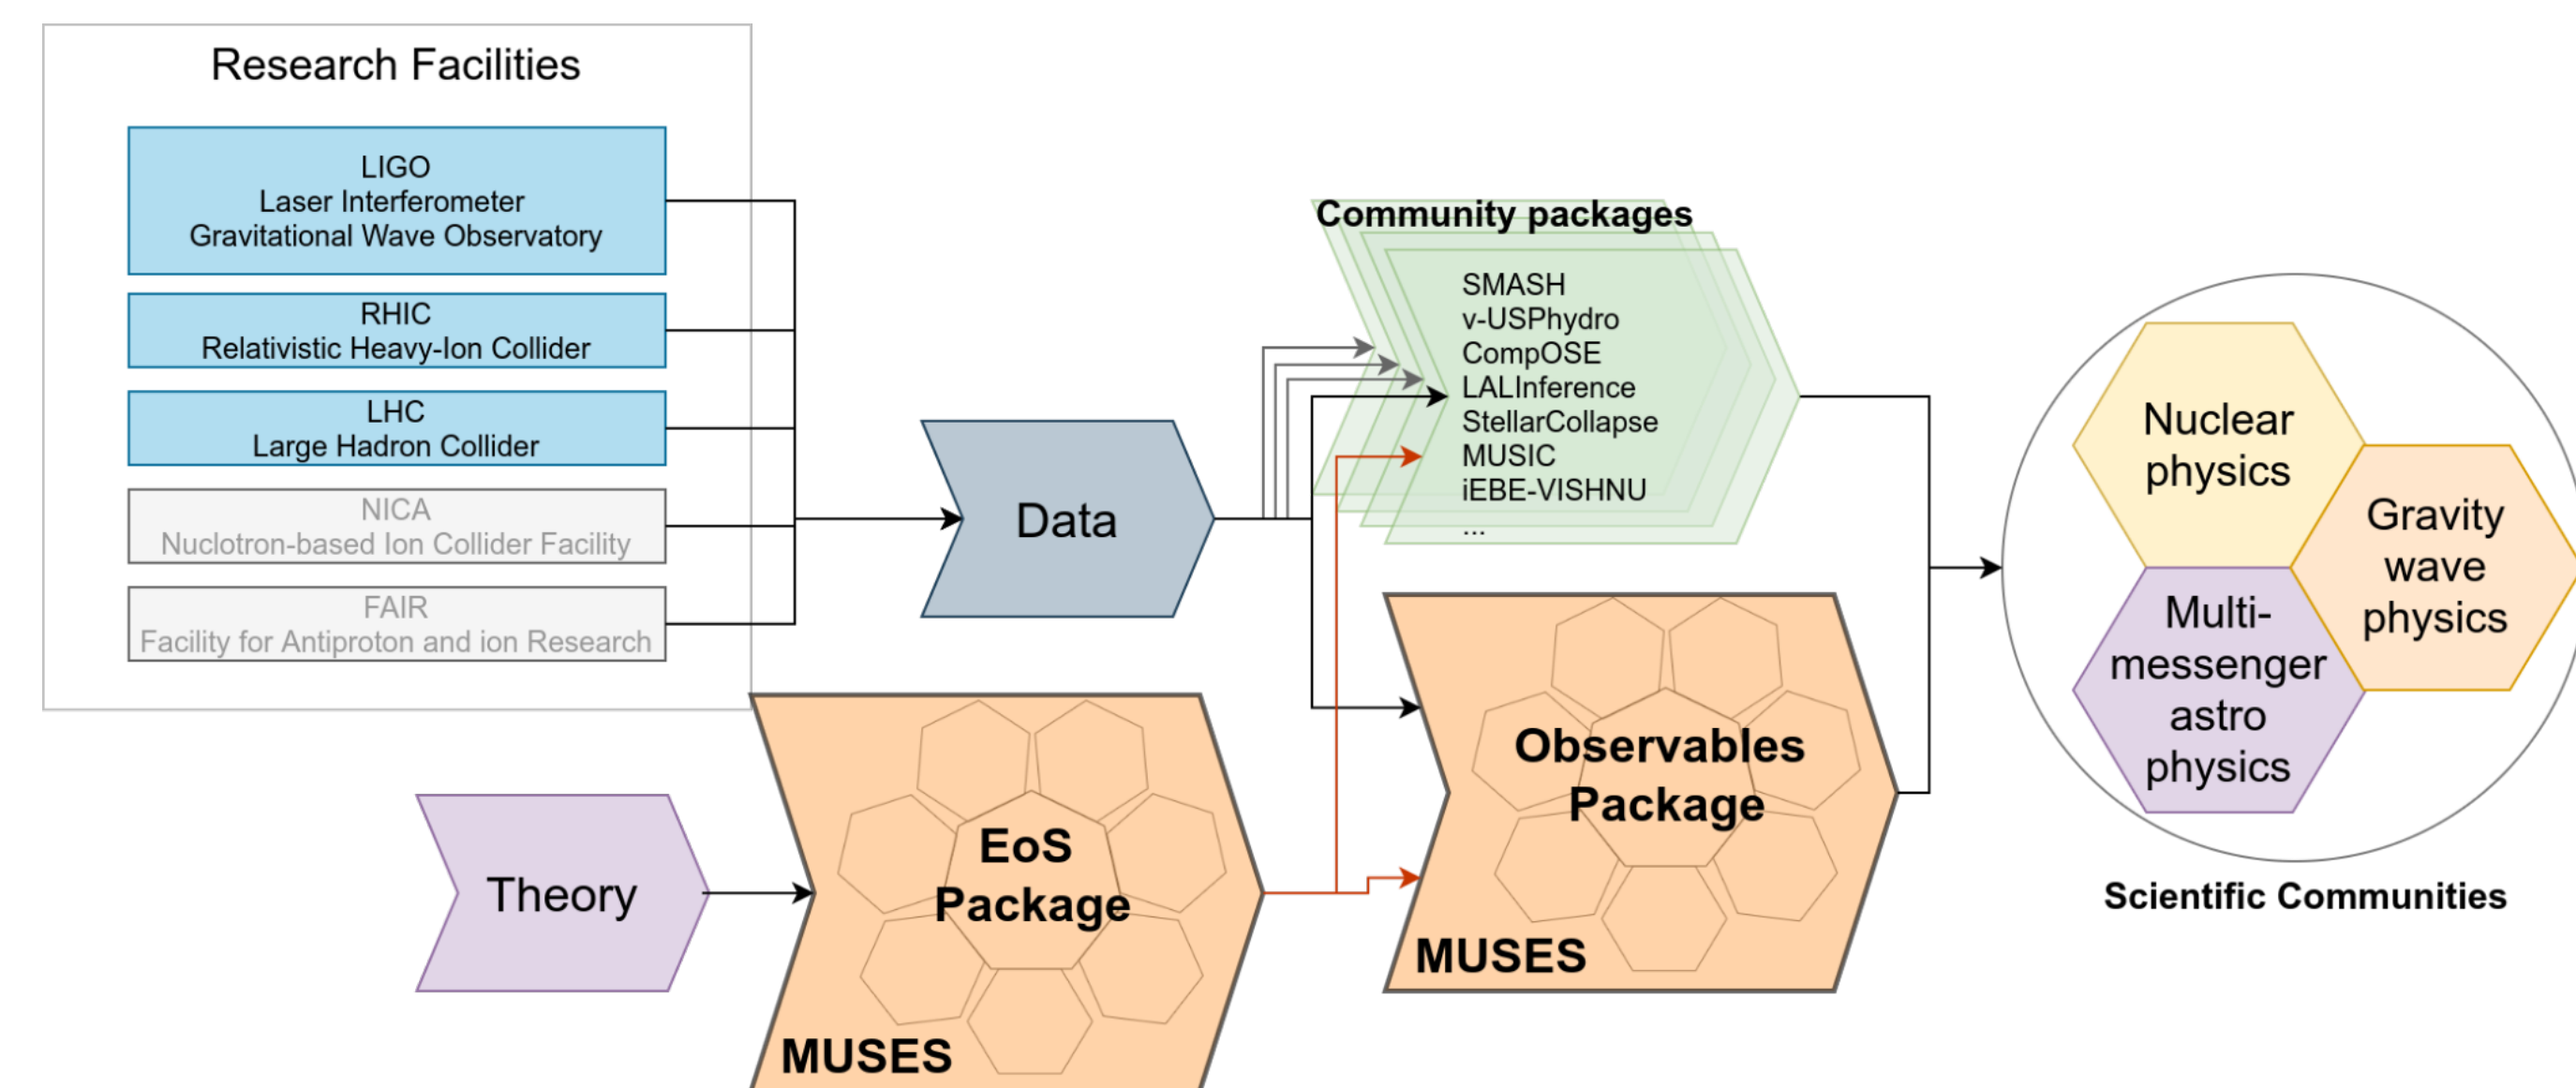 Research Facilities
LIGO
Laser Interferometer
Gravitational Wave Observatory
RHIC
Relativistic Heavy-Ion Collider
LHC
Large Hadron Collider
NICA
Nuclotron-based Ion Collider Facility
FAIR
Facility for Antiproton and ion Research
Data
Theory
EoS
Package
MUSES
Community packages
SMASH
v-USPhydro
CompOSE
LALInference
StellarCollapse
MUSIC
iEBE-VISHNU
...
Observables
Package
MUSES
Nuclear
physics
Gravity
wave
physics
Multi-
messenger
astro
physics
Scientific Communities